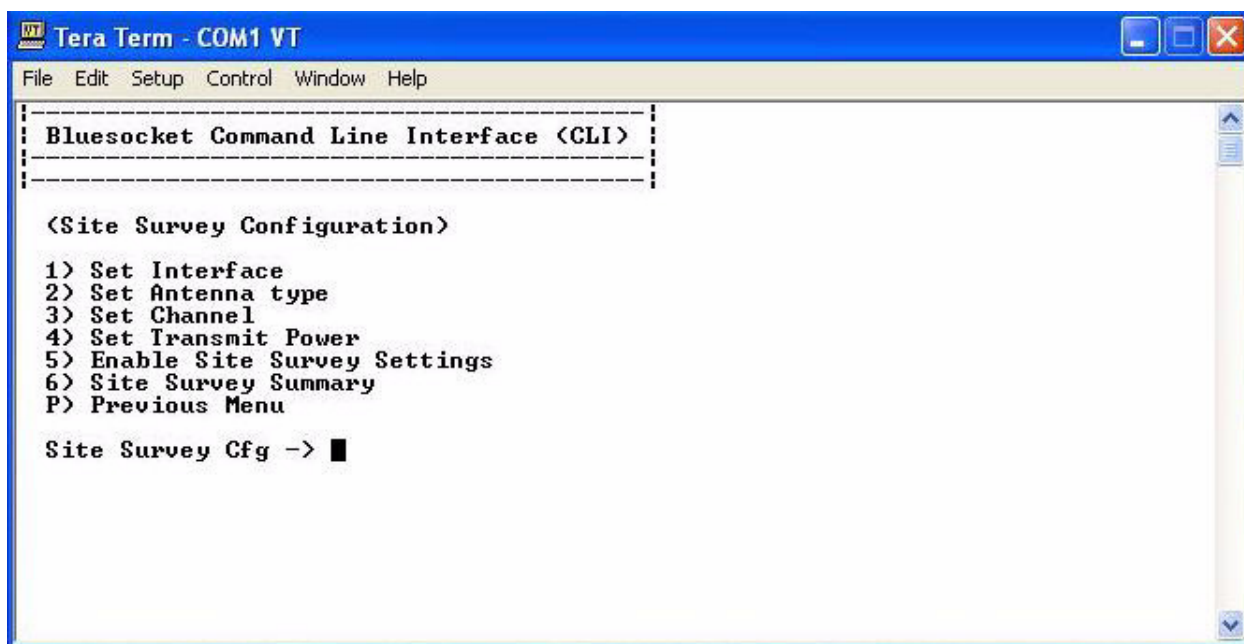 Tera Term - COM1 VT
File Edit Setup Control Window Help
Bluesocket Command Line Interface (CLI)
(Site Survey Configuration)
1) Set Interface
2) Set Antenna type
3) Set Channel
4) Set Transmit Power
5) Enable Site Survey Settings
6) Site Survey Summary
P) Previous Menu
Site Survey Cfg ->